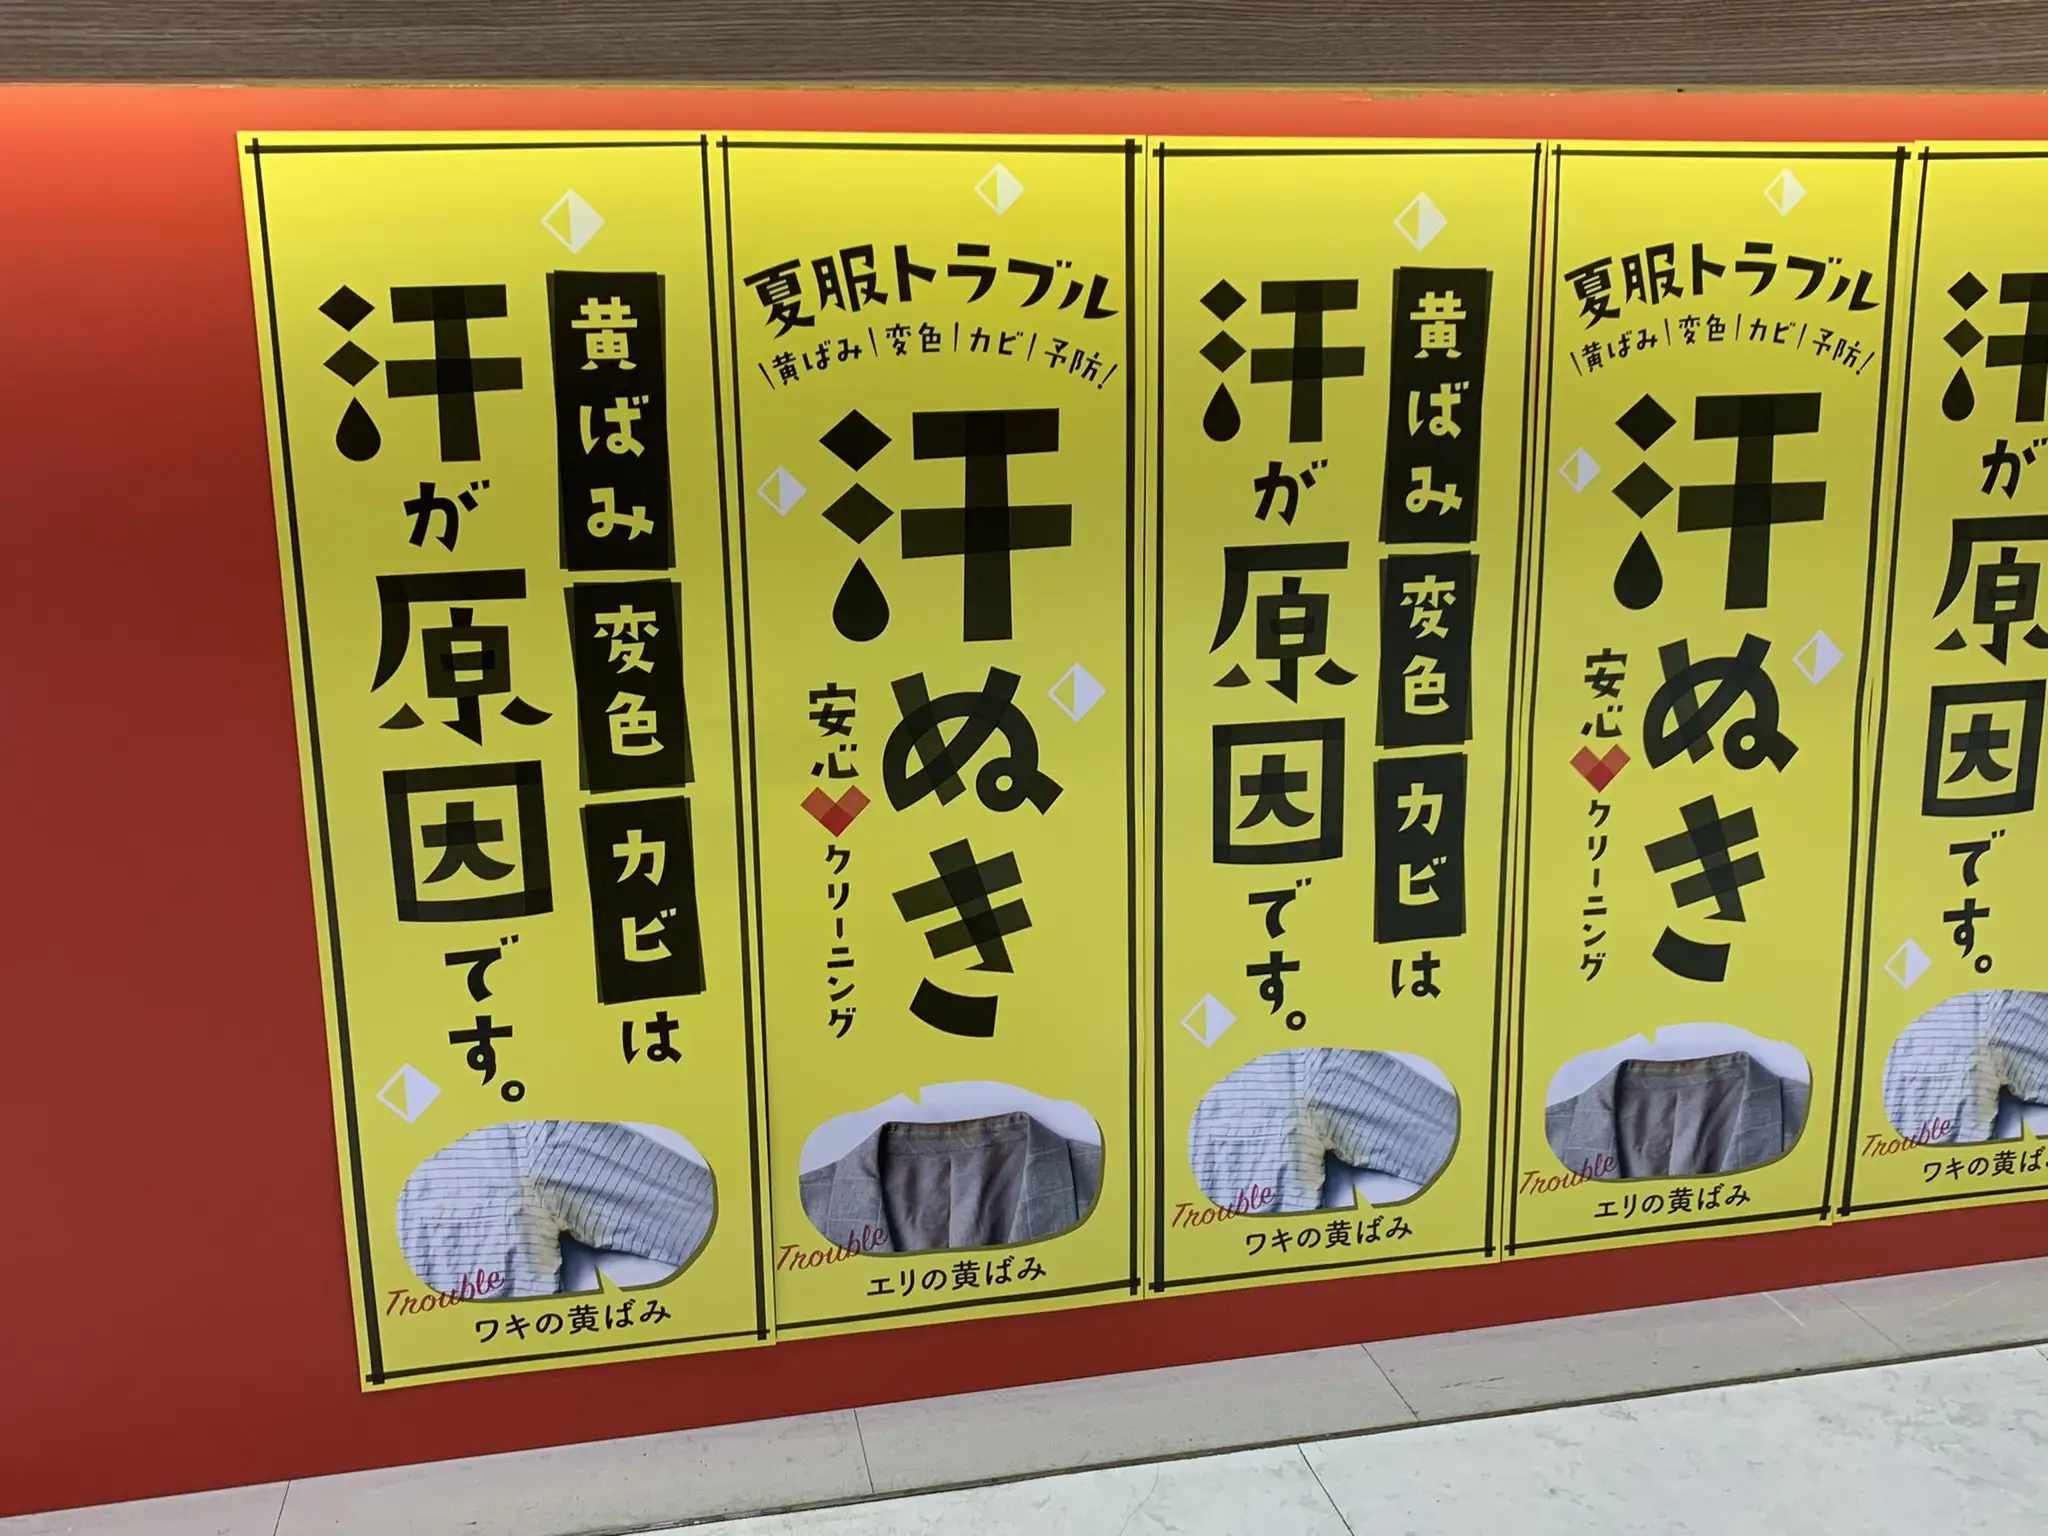 黄ばみ 変色 カビは
汗が原因です。
Trouble
ワキの黄ばみ
夏服トラブル
黄ばみ|変色|カビ|予防!
汗ぬき
安心クリーニング
Trouble
エリの黄ばみ
黄ばみ 変色 カビは
汗が原因です。
Trouble
ワキの黄ばみ
夏服トラブル
黄ばみ|変色|カビ|予防!
汗ぬき
安心クリーニング
Trouble
エリの黄ばみ
汗が原因です。
Trouble
ワキの黄ば